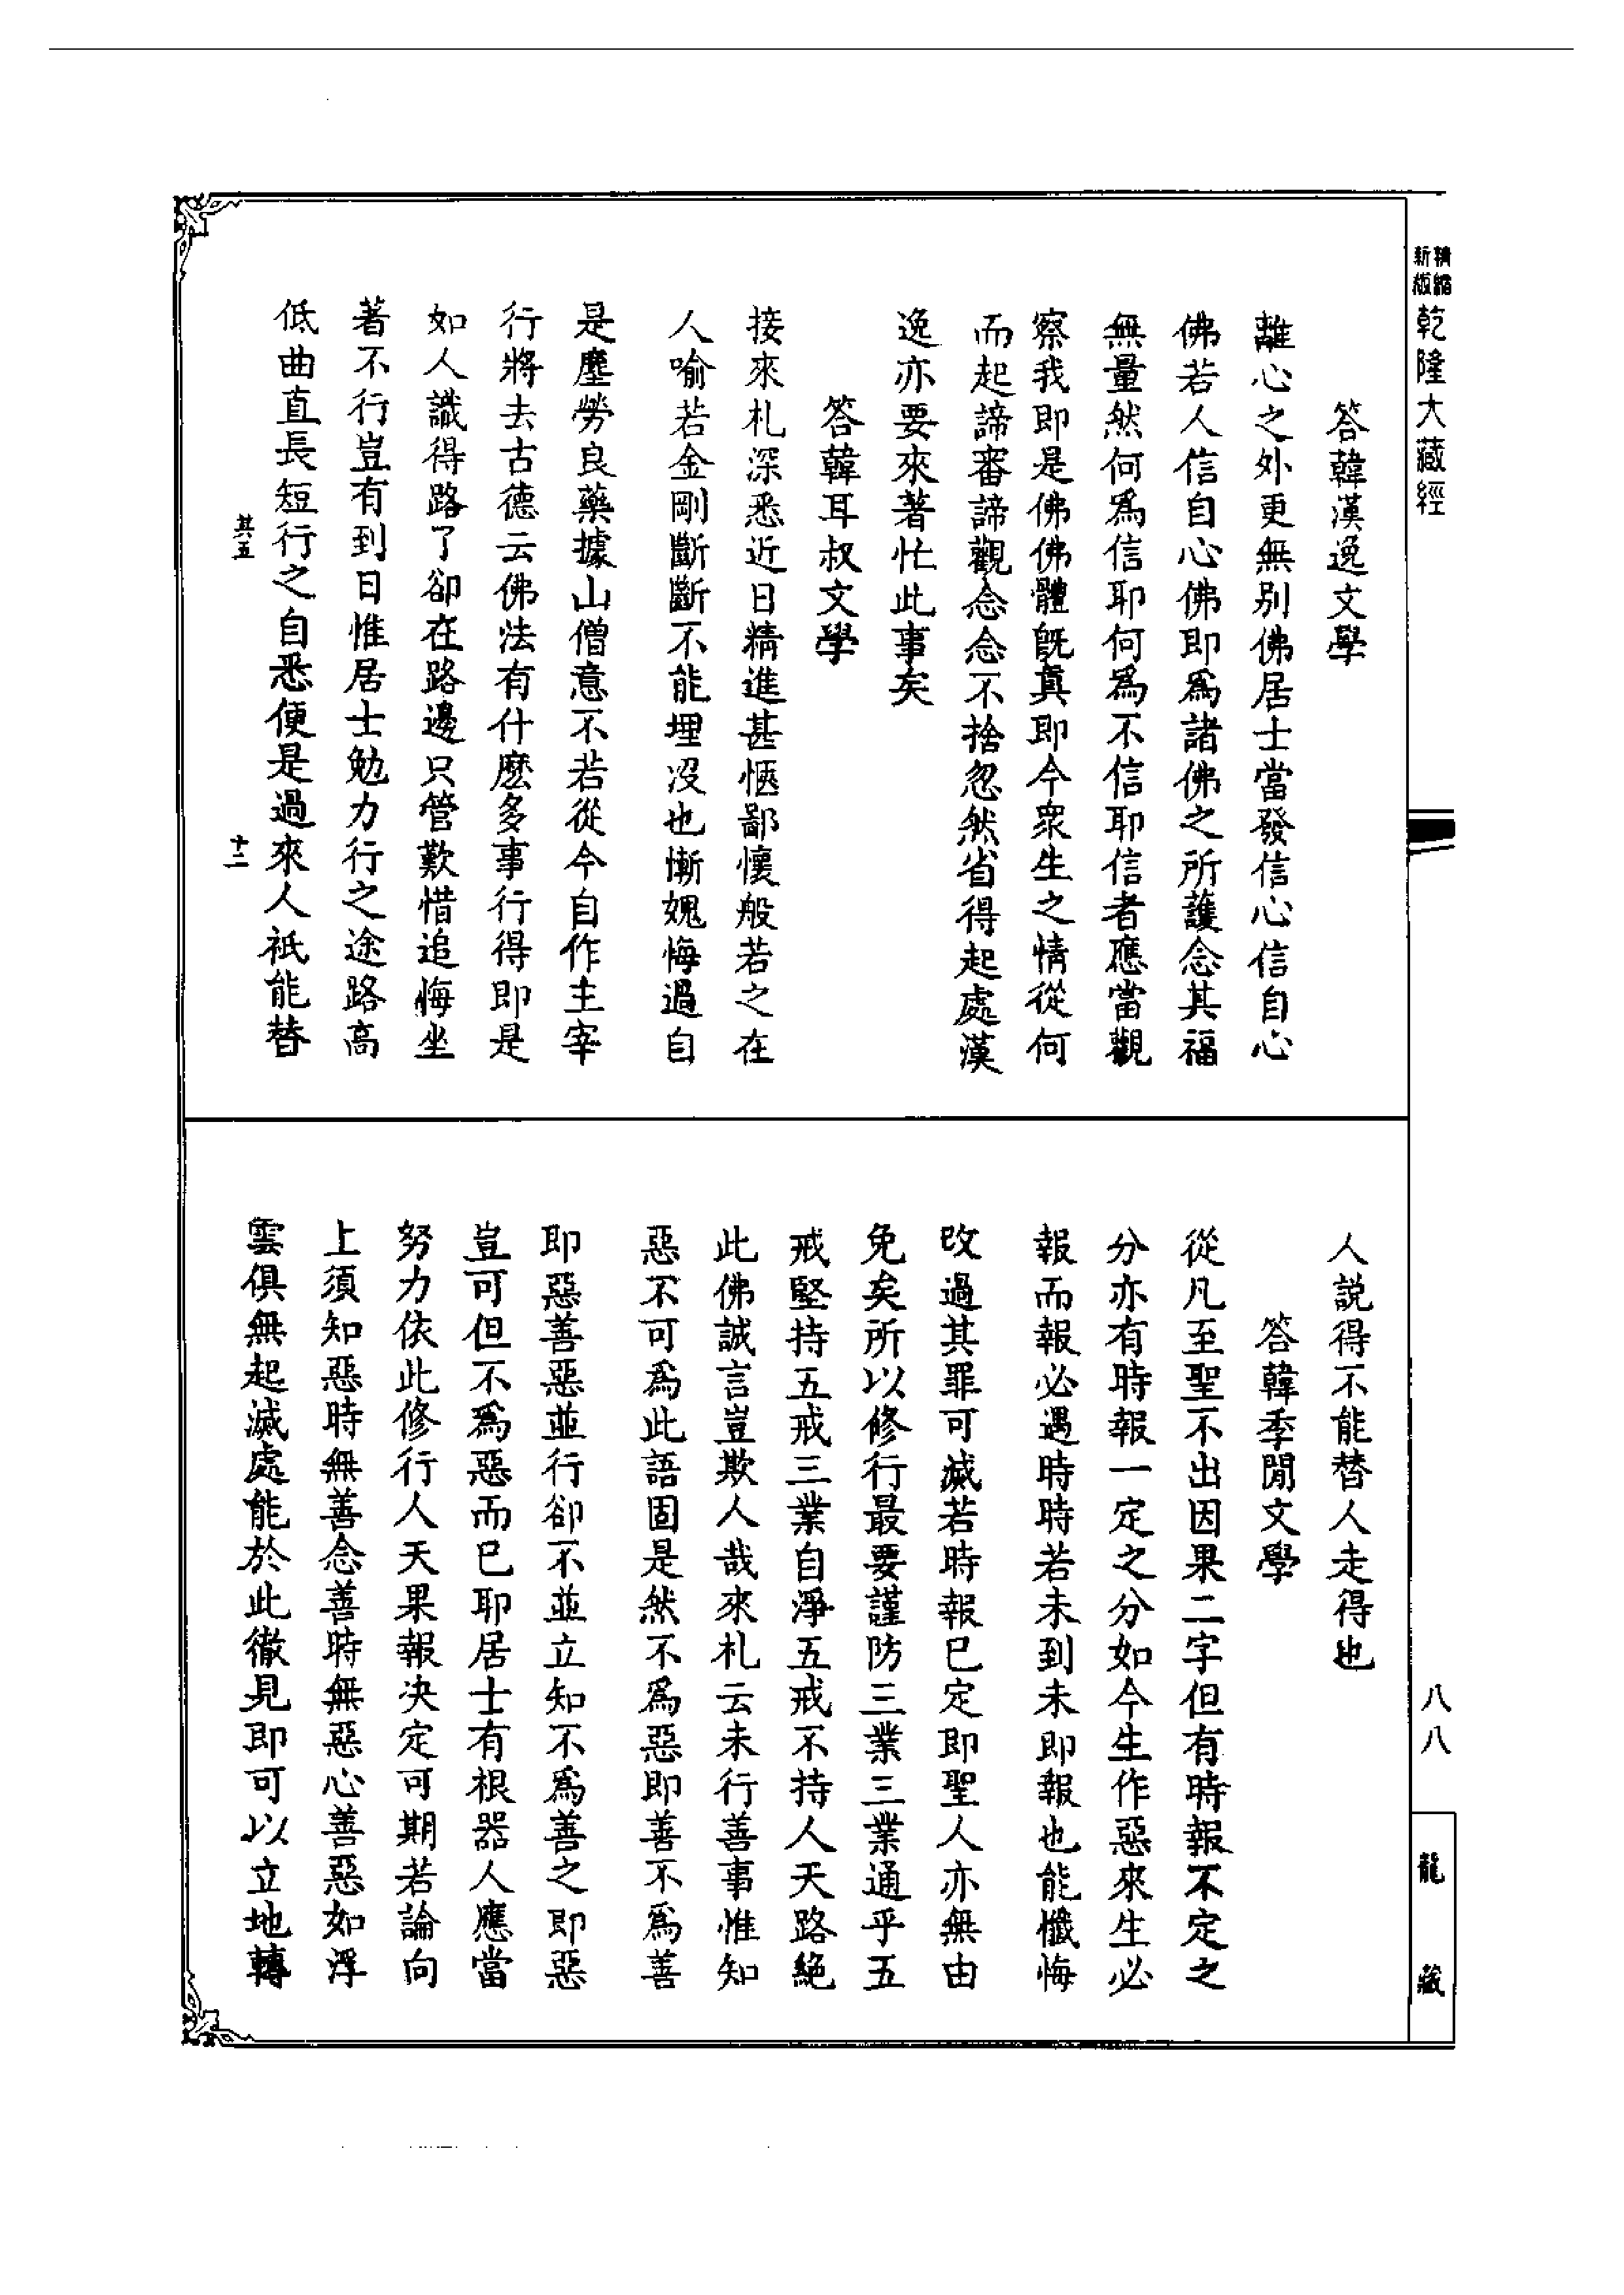 精縮新版
乾隆大藏經
答韓漢逸文學
離心之外更無別佛居士當發信心信自心
佛若人信自心佛即爲諸佛之所護念其福
無量然何爲信耶何爲不信耶信者應當觀
察我即是佛佛體旣真即今衆生之情從何
而起諦審諦觀念念不捨忽然省得起處漢
逸亦要來著忙此事矣
答韓耳叔文學
接來札深悉近日精進甚愜鄙懷般若之在
人喻若金剛斷斷不能埋沒也慚媿悔過自
是塵勞良藥據山僧意不若從今自作主宰
行將去古德云佛法有什麽多事行得即是
如人識得路了卻在路邊只管歎惜追悔坐
著不行豈有到日惟居士勉力行之途路高
低曲直長短行之自悉便是過來人祇能替
其五
十二
人說得不能替人走得也
答韓季閒文學
從凡至聖不出因果二字但有時報不定之
分亦有時報一定之分如今生作惡來生必
報而報必遇時時若未到未即報也能懺悔
改過其罪可滅若時報已定即聖人亦無由
免矣所以修行最要謹防三業三業通乎五
戒堅持五戒三業自淨五戒不持人天路絕
此佛誠言豈欺人哉來札云未行善事惟知
惡不可爲此語固是然不爲惡即善不爲善
即惡善惡並行卻不並立知不爲善之即惡
豈可但不爲惡而已耶居士有根器人應當
努力依此修行人天果報決定可期若論向
上須知惡時無善念善時無惡心善惡如浮
雲俱無起滅處能於此徹見即可以立地轉
八八
龍藏